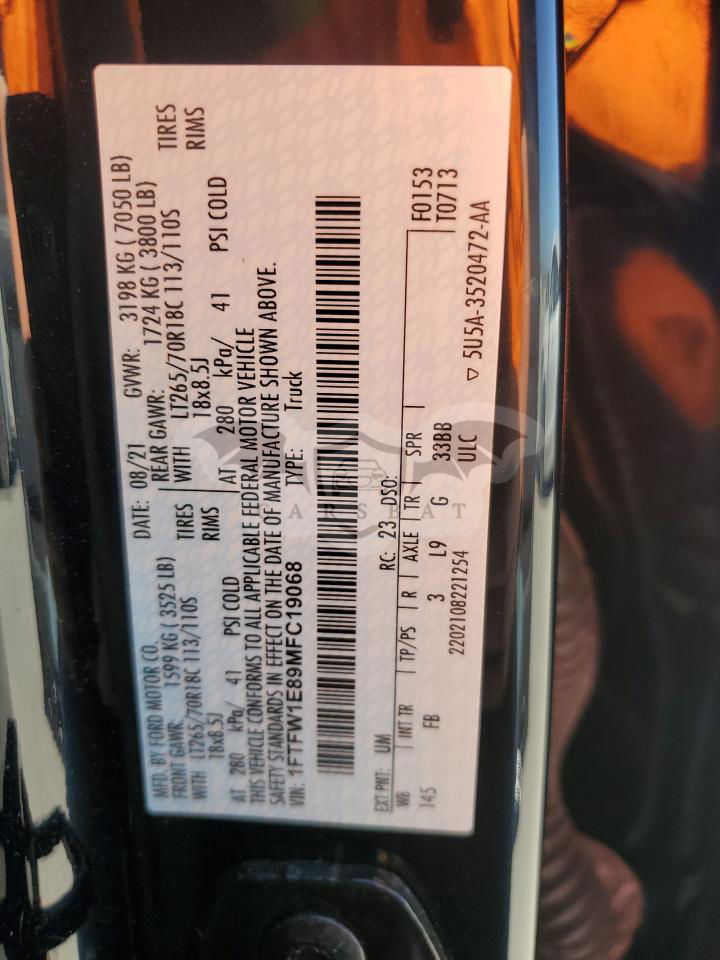 MFD. BY FORD MOTOR CO. DATE: 08/21 GVWR: 3198 KG ( 7050 LB)
FRONT GAWR: 1599 KG ( 3525 LB) REAR GAWR: 1724 KG ( 3800 LB)
WITH LT265/70R18C 113/110S TIRES WITH LT265/70R18C 113/110S TIRES
18x8.5J RIMS 18x8.5J RIMS
AT 280 kPa/ 41 PSI COLD AT 280 kPa/ 41 PSI COLD
THIS VEHICLE CONFORMS TO ALL APPLICABLE FEDERAL MOTOR VEHICLE
SAFETY STANDARDS IN EFFECT ON THE DATE OF MANUFACTURE SHOWN ABOVE.
VIN: 1FTFW1E89MFC19068 TYPE: Truck
EXT PNT: UM RC: 23 DSO: F0153
WB INT TR TP/PS R AXLE TR SPR T0713
145 FB 3 L9 G 33BB
2202108221254 ULC
▽ 5U5A-3520472-AA
ARSBAT